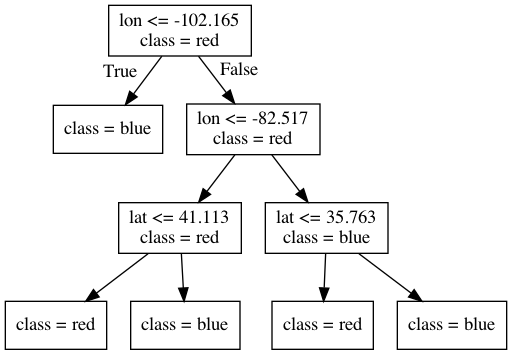 lon <= -102.165
class = red
True
False
class = blue
lon <= -82.517
class = red
lat <= 41.113
class = red
lat <= 35.763
class = blue
class = red
class = blue
class = red
class = blue